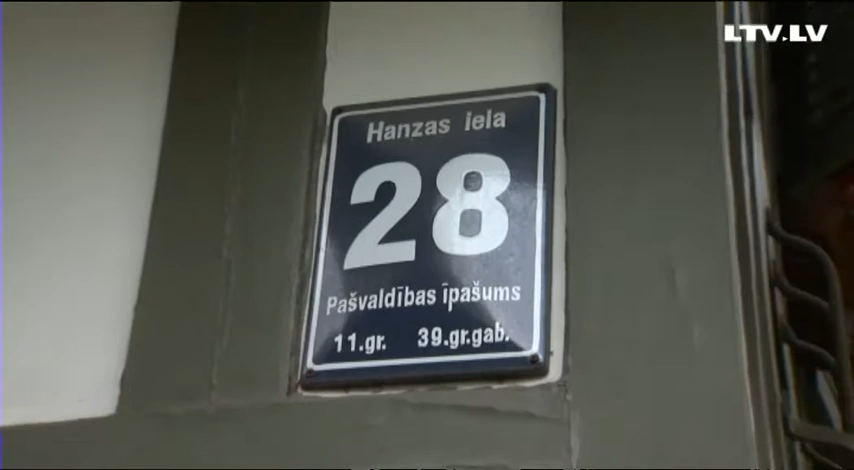 LTV.LV
Hanzas iela
28
Pašvaldības īpašums
11.gr. 39.gr.gab.